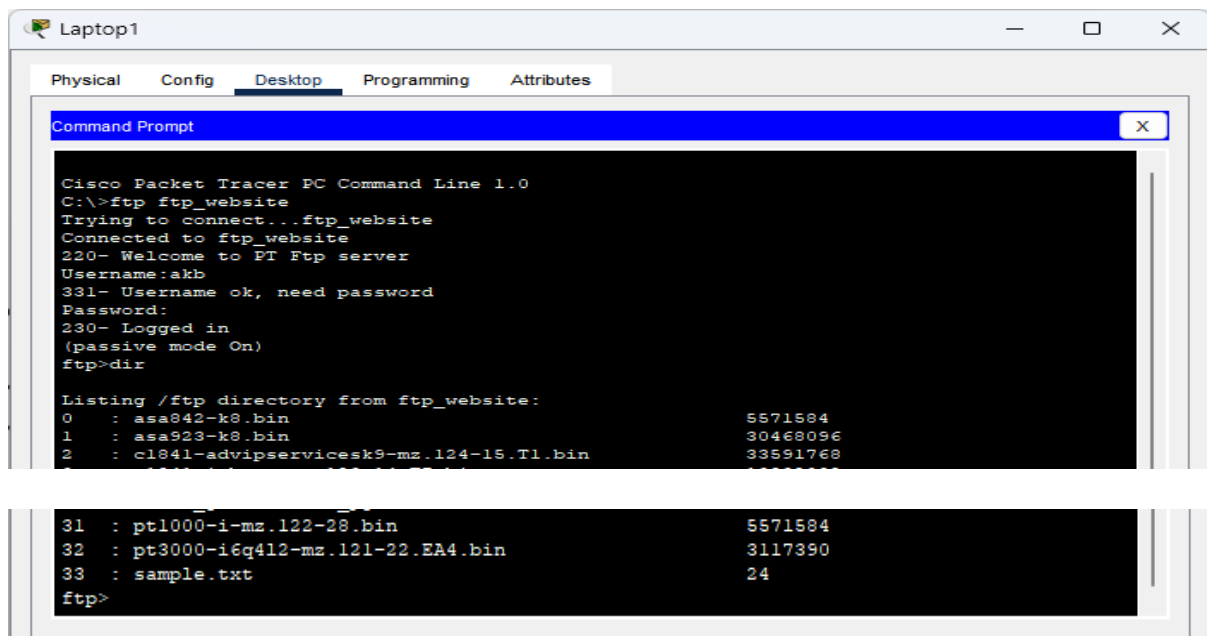 Laptop1
Physical Config Desktop Programming Attributes
Command Prompt X
Cisco Packet Tracer PC Command Line 1.0
C:\>ftp ftp_website
Trying to connect...ftp_website
Connected to ftp_website
220- Welcome to PT Ftp server
Username:akb
331- Username ok, need password
Password:
230- Logged in
(passive mode On)
ftp>dir
Listing /ftp directory from ftp_website:
0 : asa842-k8.bin 5571584
1 : asa923-k8.bin 30468096
2 : c1841-advipservicesk9-mz.124-15.T1.bin 33591768
31 : pt1000-i-mz.122-28.bin 5571584
32 : pt3000-i6q4l2-mz.121-22.EA4.bin 3117390
33 : sample.txt 24
ftp>